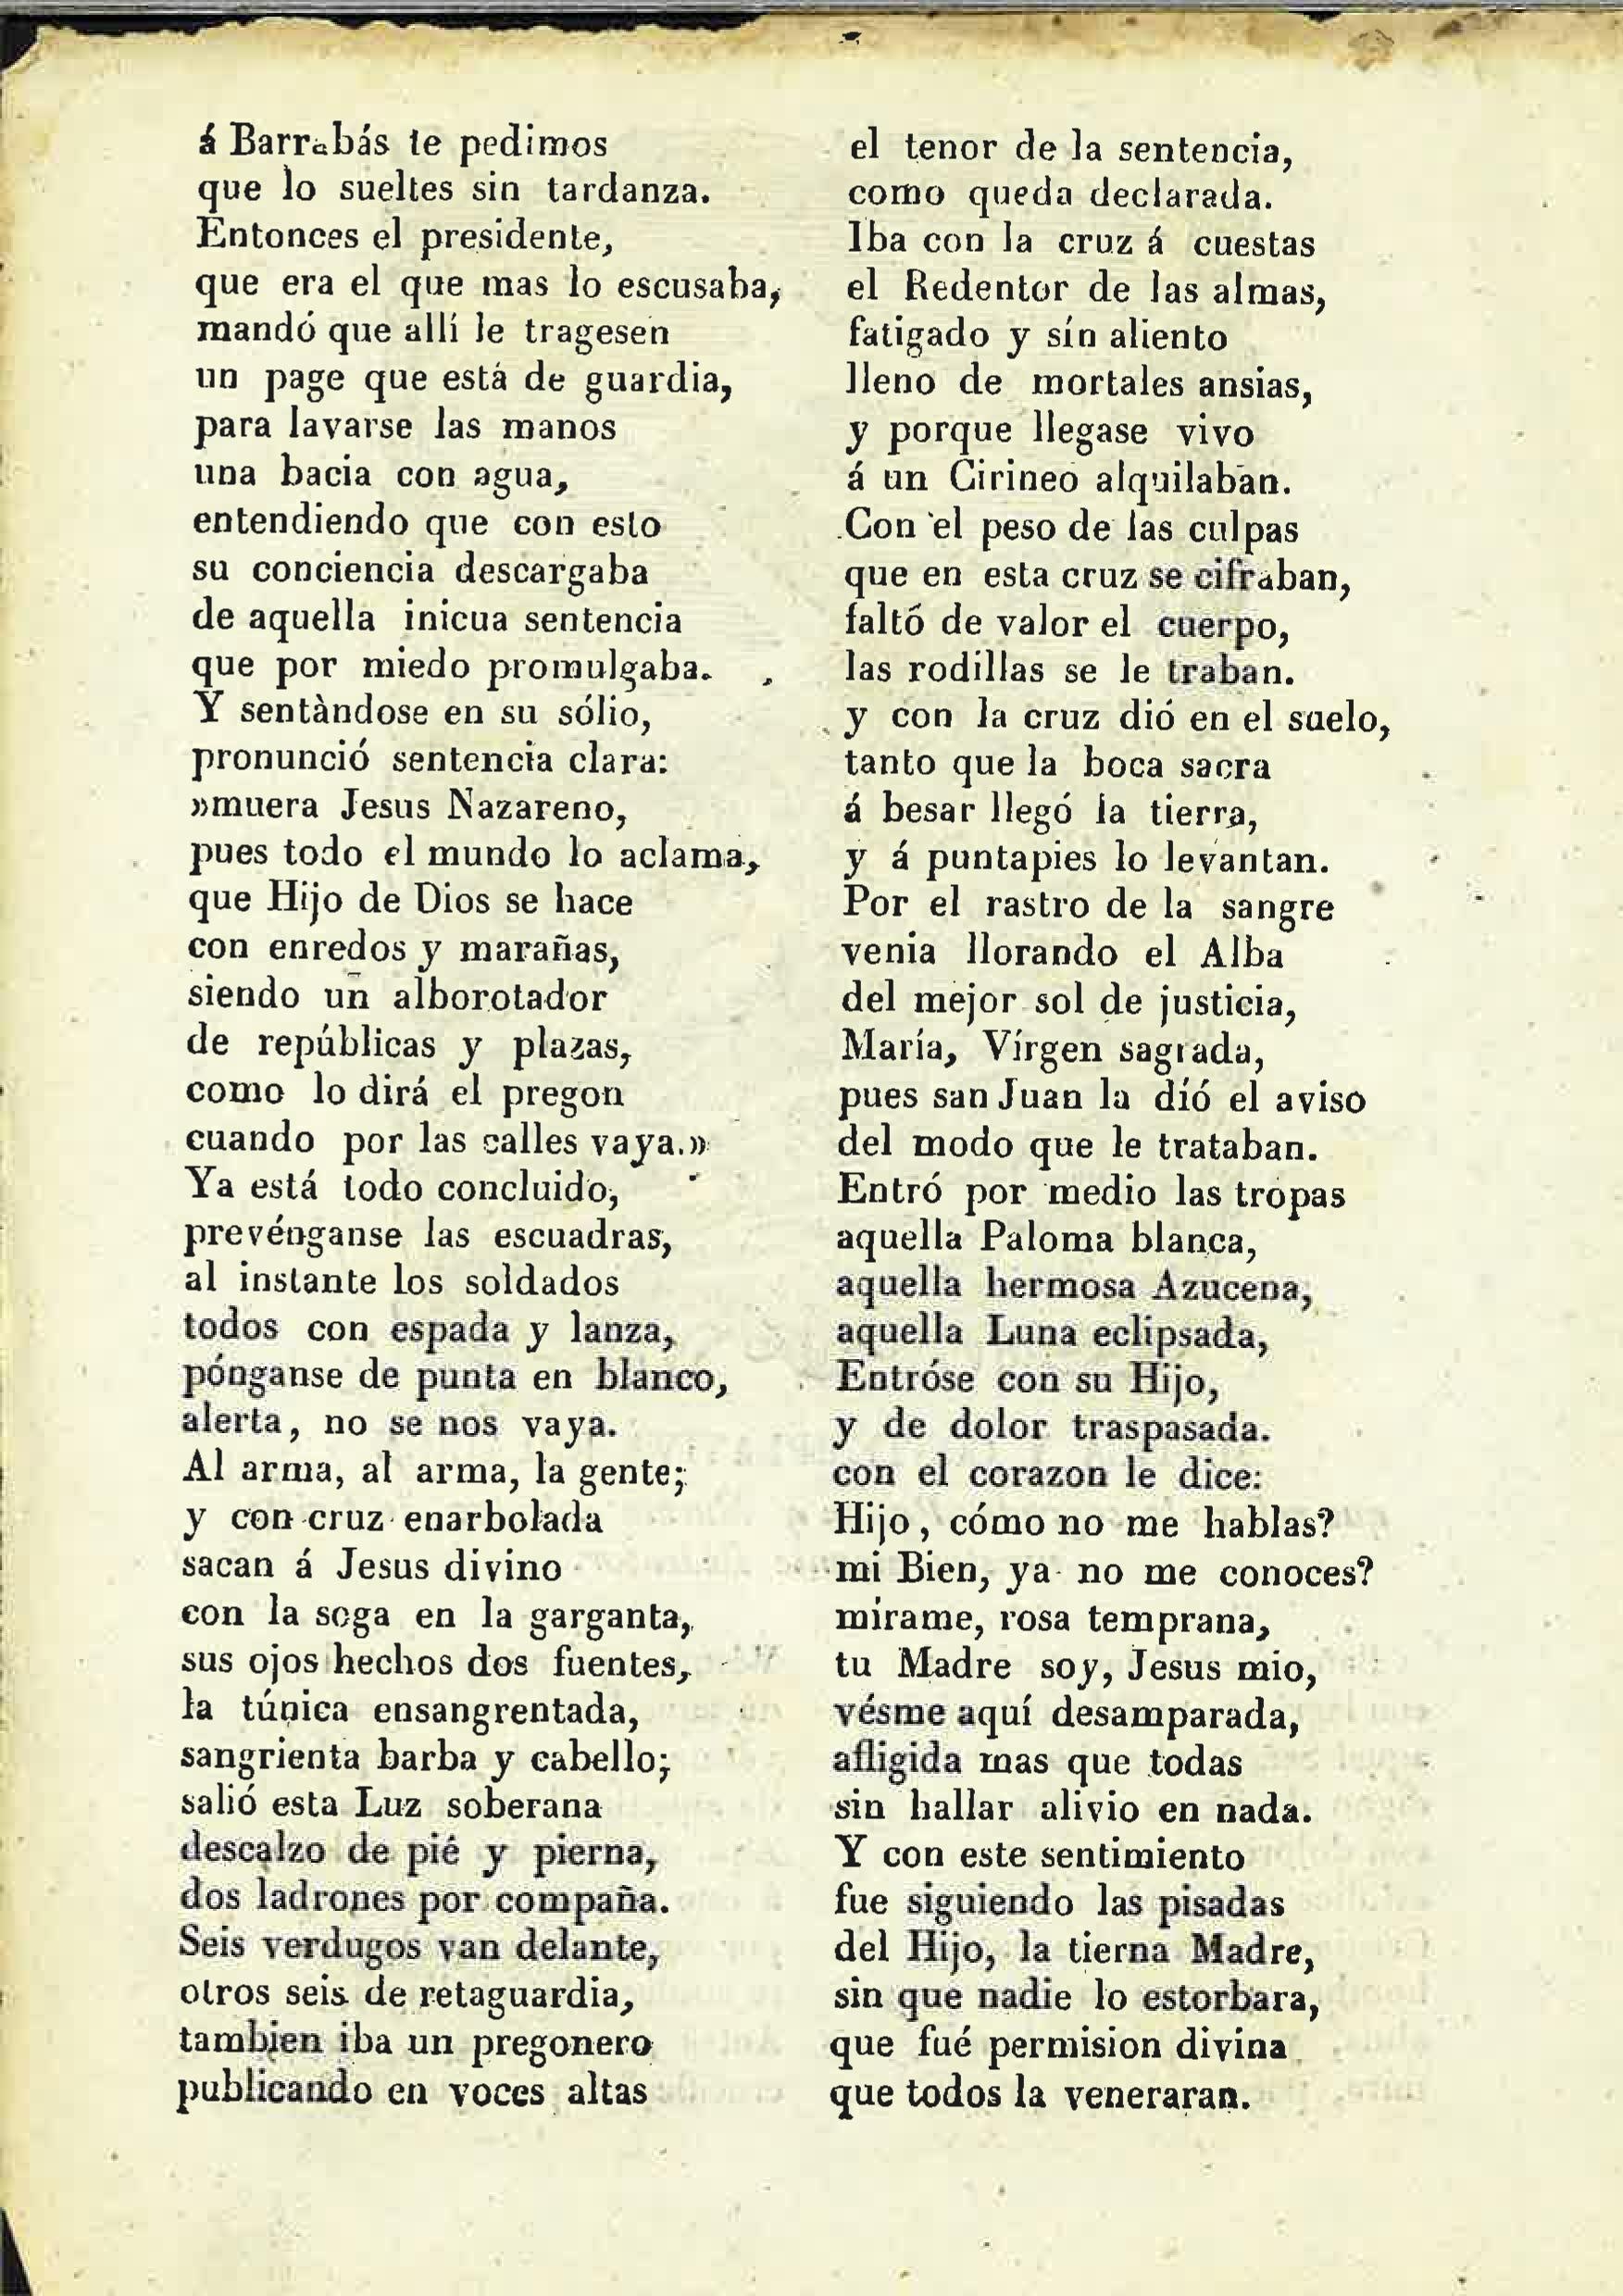 á Barrabás te pedimos
que lo sueltes sin tardanza.
Entonces el presidente,
que era el que mas lo escusaba,
mandó que allí le tragesen
un page que está de guardia,
para lavarse las manos
una bacia con agua,
entendiendo que con esto
su conciencia descargaba
de aquella inicua sentencia
que por miedo promulgaba.
Y sentàndose en su sólio,
pronunció sentencia clara:
»muera Jesus Nazareno,
pues todo el mundo lo aclama,
que Hijo de Dios se hace
con enredos y marañas,
siendo un alborotador
de repúblicas y plazas,
como lo dirá el pregon
cuando por las calles vaya.»
Ya está todo concluido,
prevénganse las escuadras,
al instante los soldados
todos con espada y lanza,
pónganse de punta en blanco,
alerta, no se nos vaya.
Al arma, al arma, la gente;
y con cruz enarbolada
sacan á Jesus divino
con la soga en la garganta,
sus ojos hechos dos fuentes,
la túnica ensangrentada,
sangrienta barba y cabello;
salió esta Luz soberana
descalzo de pié y pierna,
dos ladrones por compaña.
Seis verdugos van delante,
otros seis de retaguardia,
tambien iba un pregonero
publicando en voces altas
el tenor de la sentencia,
como queda declarada.
Iba con la cruz á cuestas
el Redentor de las almas,
fatigado y sín aliento
lleno de mortales ansias,
y porque llegase vivo
á un Cirineo alquilaban.
Con el peso de las culpas
que en esta cruz se cifraban,
faltó de valor el cuerpo,
las rodillas se le traban.
y con la cruz dió en el suelo,
tanto que la boca sacra
á besar llegó la tierra,
y á puntapies lo levantan.
Por el rastro de la sangre
venia llorando el Alba
del mejor sol de justicia,
María, Vírgen sagrada,
pues san Juan la díó el aviso
del modo que le trataban.
Entró por medio las tropas
aquella Paloma blanca,
aquella hermosa Azucena,
aquella Luna eclipsada,
Entróse con su Hijo,
y de dolor traspasada.
con el corazon le dice:
Hijo, cómo no me hablas?
mi Bien, ya no me conoces?
mirame, rosa temprana,
tu Madre soy, Jesus mio,
vésme aquí desamparada,
afligida mas que todas
sin hallar alivio en nada.
Y con este sentimiento
fue siguiendo las pisadas
del Hijo, la tierna Madre,
sin que nadie lo estorbara,
que fué permision divina
que todos la veneraran.